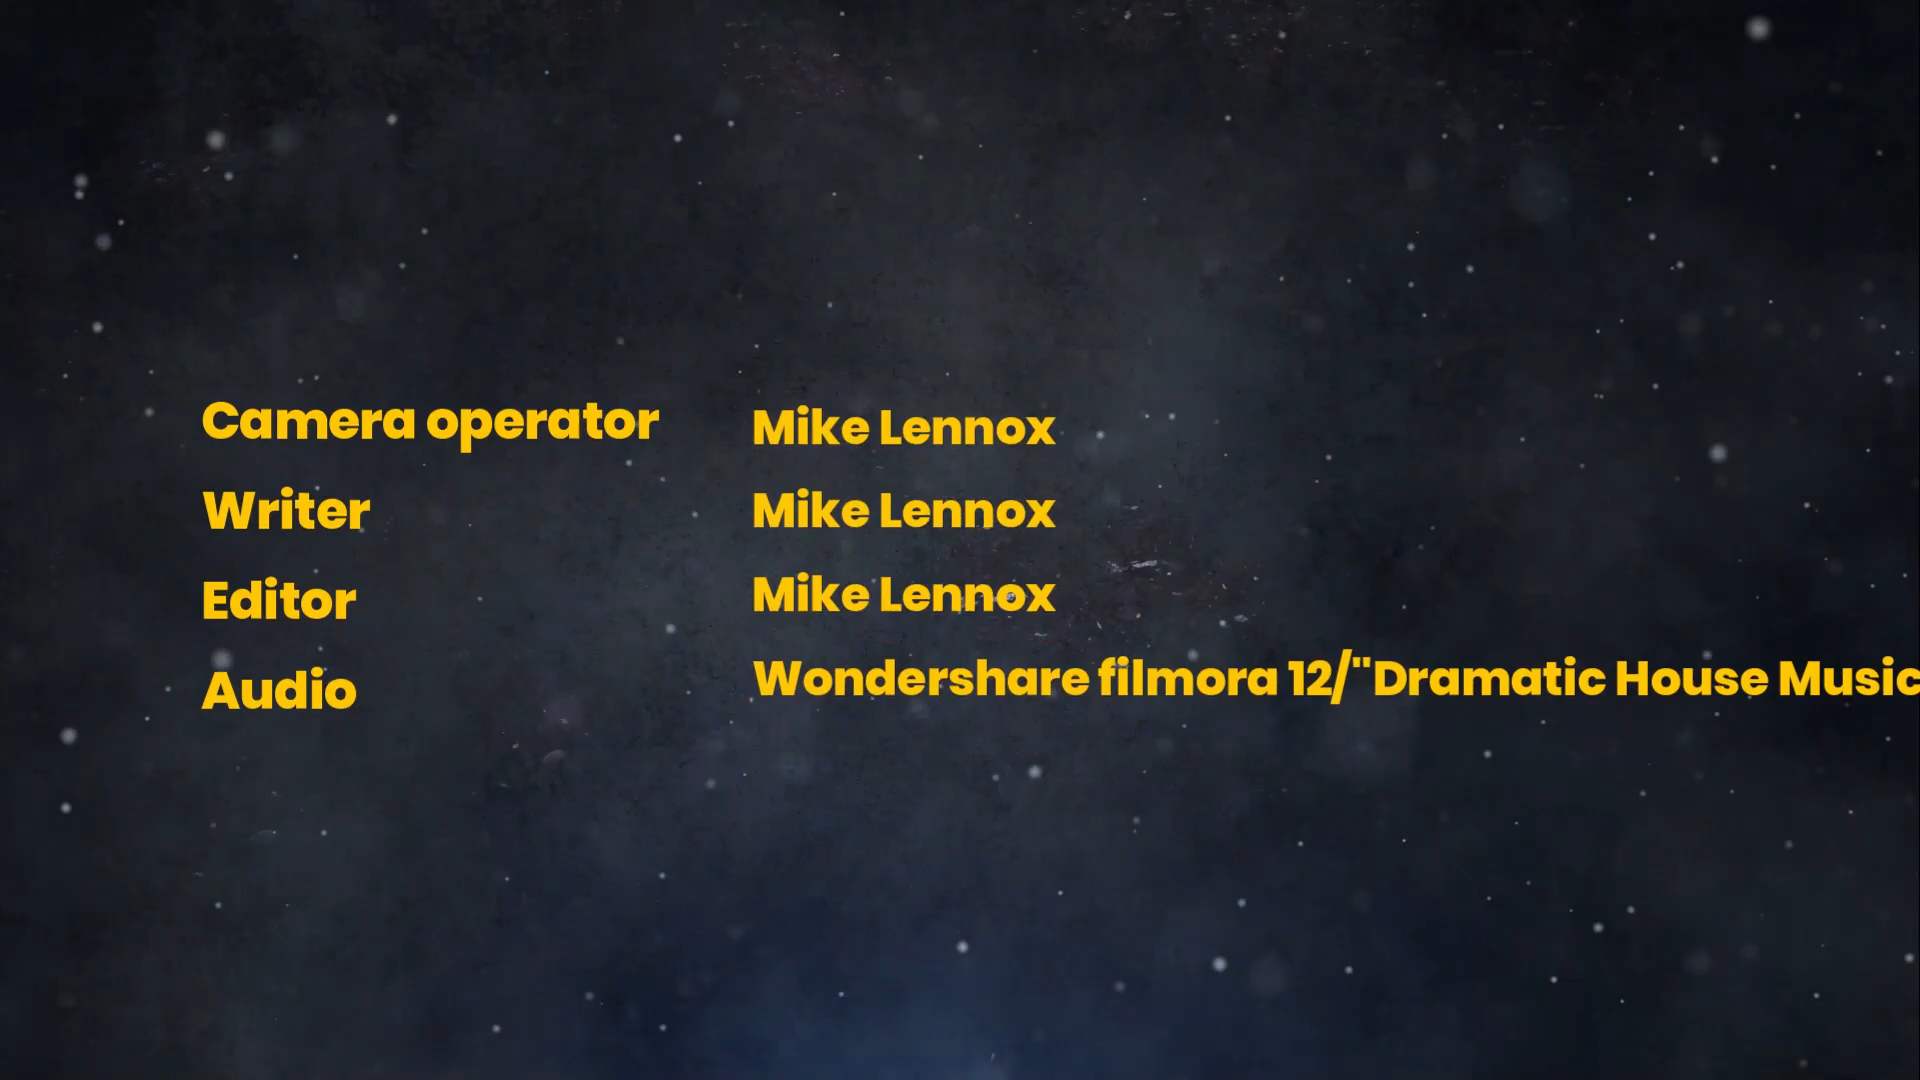 Camera operator Mike Lennox
Writer Mike Lennox
Editor Mike Lennox
Audio Wondershare filmora 12/"Dramatic House Music